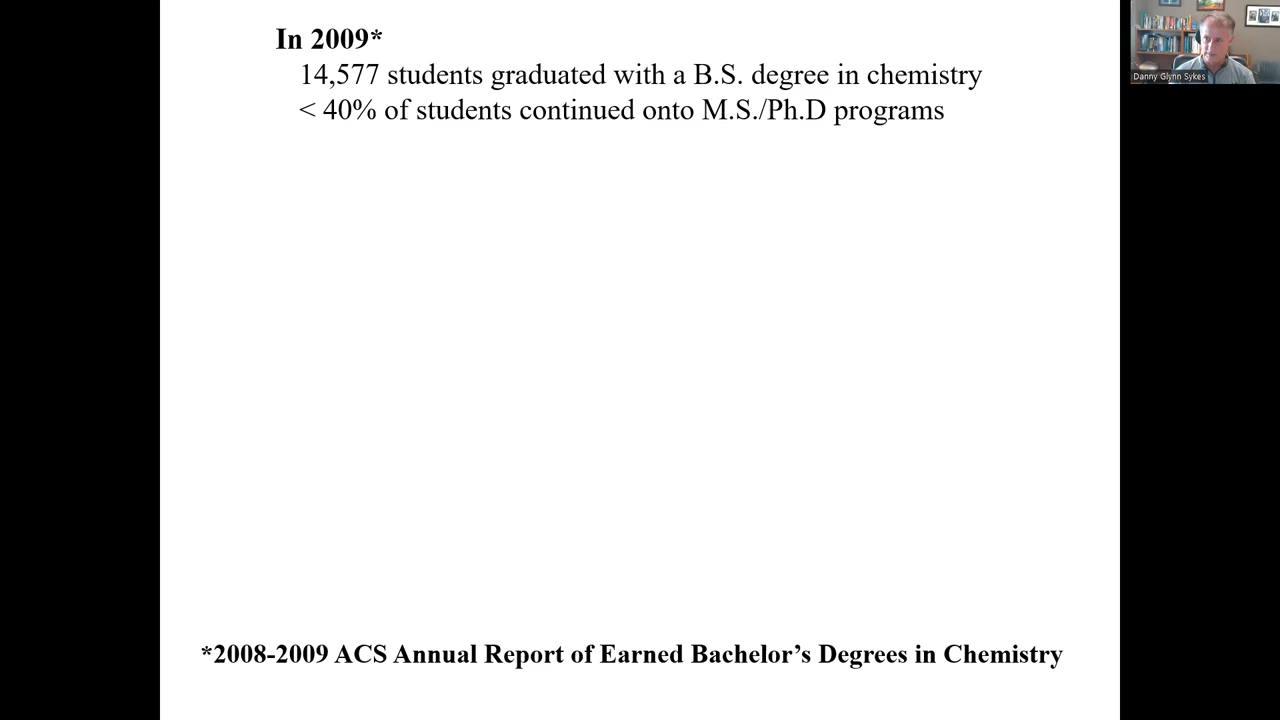 In 2009*
14,577 students graduated with a B.S. degree in chemistry
< 40% of students continued onto M.S./Ph.D programs
*2008-2009 ACS Annual Report of Earned Bachelor’s Degrees in Chemistry
Danny Glynn Sykes